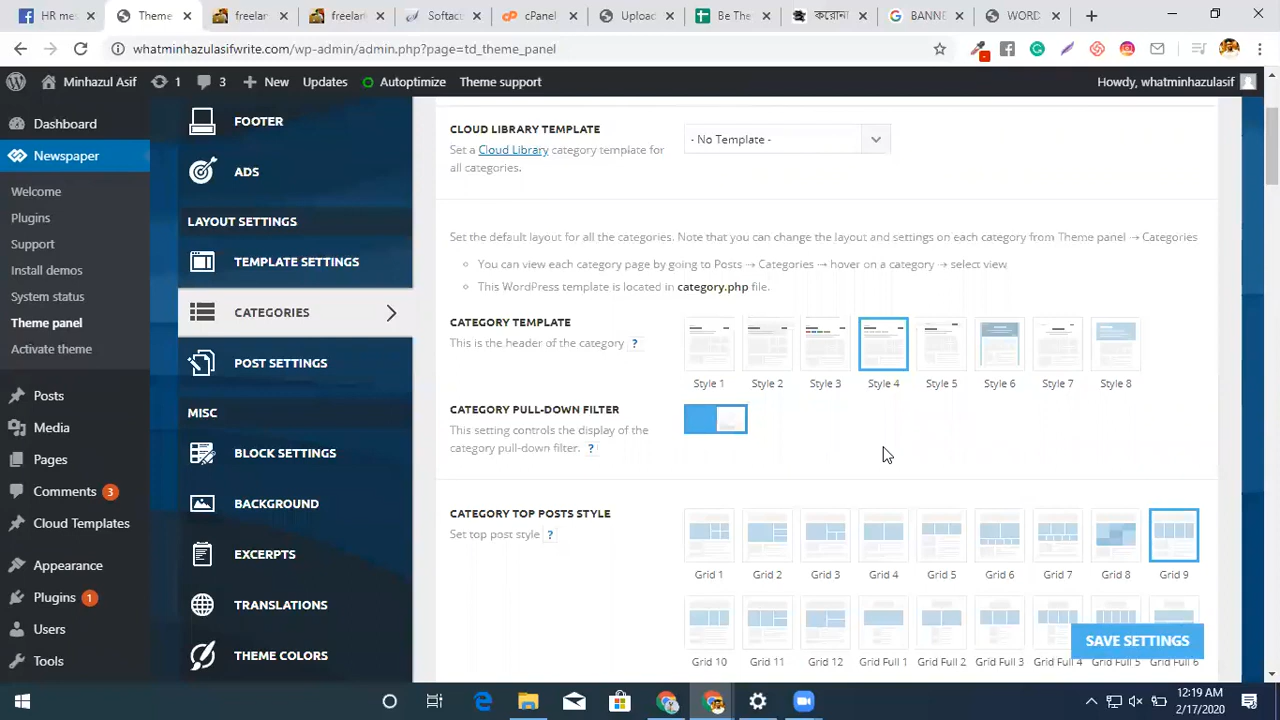 HR mes
Theme
freelan
freelan
Softacu
cPanel
Upload
Be The
করোনা
BANNE
WORD
whatminhazulasifwrite.com/wp-admin/admin.php?page=td_theme_panel
Minhazul Asif
1
3
New
Updates
Autoptimize
Theme support
Howdy, whatminhazulasif
Dashboard
Newspaper
Welcome
Plugins
Support
Install demos
System status
Theme panel
Activate theme
Posts
Media
Pages
Comments 3
Cloud Templates
Appearance
Plugins 1
Users
Tools
FOOTER
ADS
LAYOUT SETTINGS
TEMPLATE SETTINGS
CATEGORIES
POST SETTINGS
MISC
BLOCK SETTINGS
BACKGROUND
EXCERPTS
TRANSLATIONS
THEME COLORS
CLOUD LIBRARY TEMPLATE
Set a Cloud Library category template for
all categories.
- No Template -
Set the default layout for all the categories. Note that you can change the layout and settings on each category from Theme panel → Categories
You can view each category page by going to Posts → Categories → hover on a category → select view
This WordPress template is located in category.php file.
CATEGORY TEMPLATE
This is the header of the category ?
Style 1 Style 2 Style 3 Style 4 Style 5 Style 6 Style 7 Style 8
CATEGORY PULL-DOWN FILTER
This setting controls the display of the
category pull-down filter. ?
CATEGORY TOP POSTS STYLE
Set top post style ?
Grid 1 Grid 2 Grid 3 Grid 4 Grid 5 Grid 6 Grid 7 Grid 8 Grid 9
SAVE SETTINGS
Grid 10 Grid 11 Grid 12 Grid Full 1 Grid Full 2 Grid Full 3 Grid Full 4 Grid Full 5 Grid Full 6
12:19 AM
2/17/2020